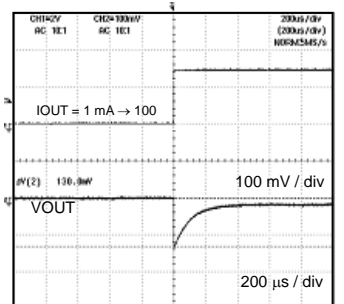 CH1=2V CH2=100mV 200us/div
AC 10:1 AC 10:1 (200us/div)
NORM:5MS/s
IOUT = 1 mA → 100
ΔV(2) 130.0mV
100 mV / div
VOUT
200 µs / div